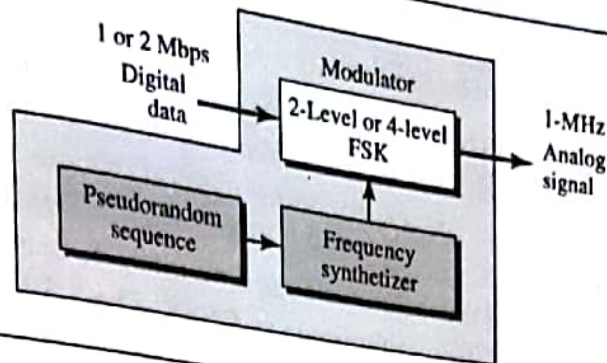 1 or 2 Mbps
Digital
data
Modulator
2-Level or 4-level
FSK
1-MHz
Analog
signal
Pseudorandom
sequence
Frequency
synthetizer